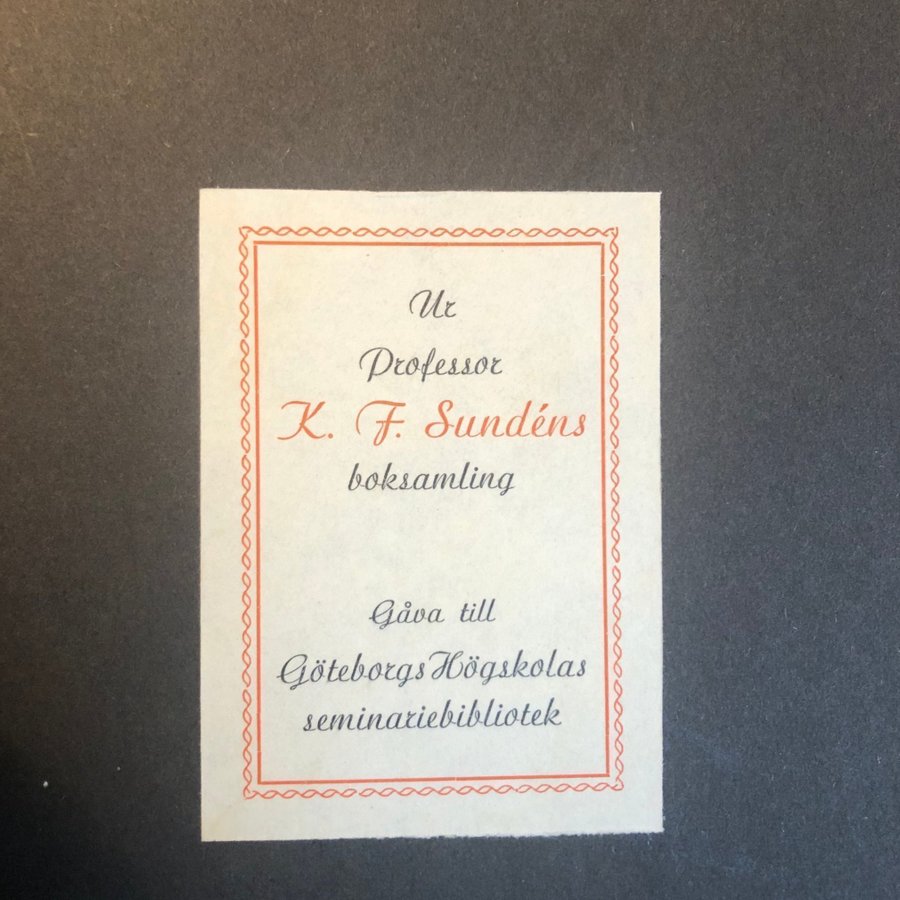 Ur
Professor
K. F. Sundéns
boksamling
Gåva till
Göteborgs Högskolas
seminariebibliotek